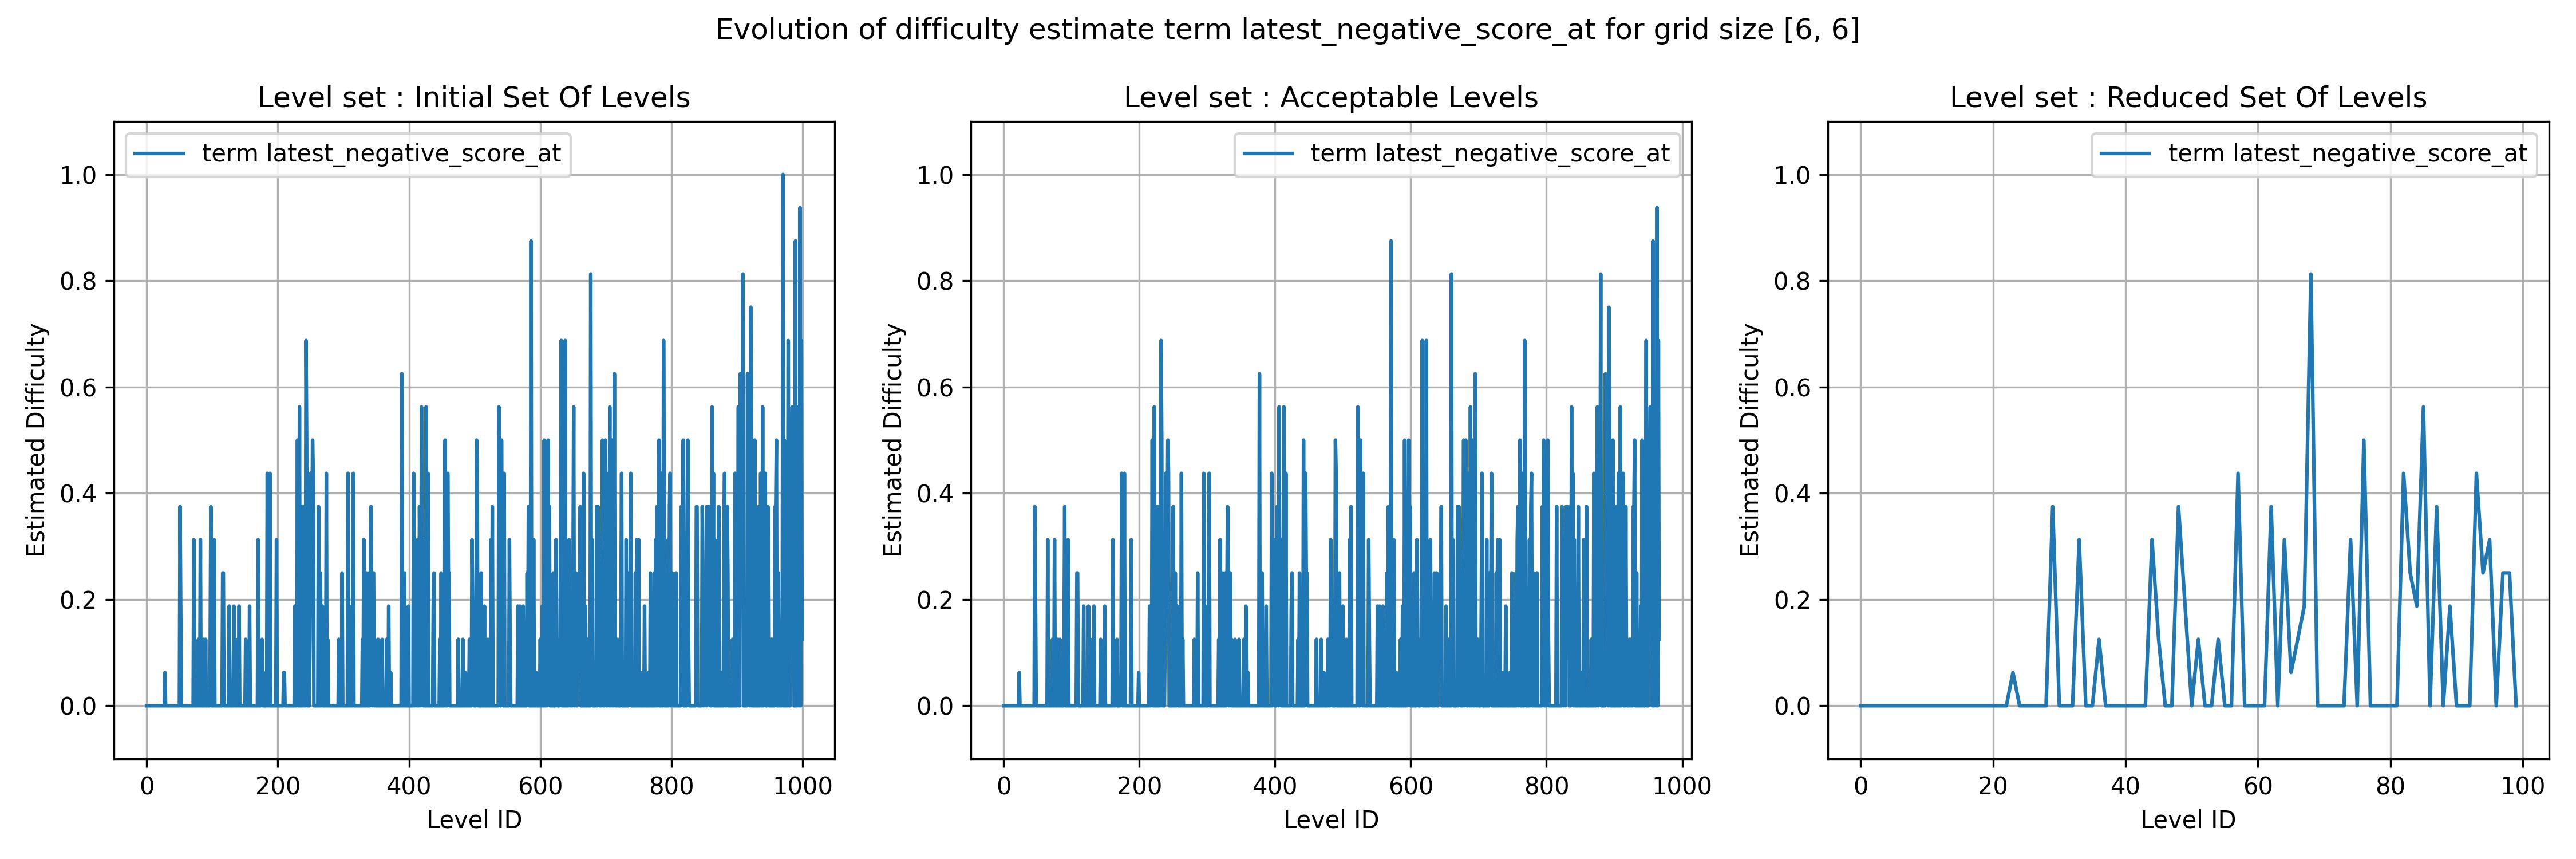 Evolution of difficulty estimate term latest_negative_score_at for grid size [6, 6]
Level set : Initial Set Of Levels
term latest_negative_score_at
1.0
0.8
0.6
0.4
0.2
0.0
Estimated Difficulty
0 200 400 600 800 1000
Level ID
Level set : Acceptable Levels
term latest_negative_score_at
1.0
0.8
0.6
0.4
0.2
0.0
Estimated Difficulty
0 200 400 600 800 1000
Level ID
Level set : Reduced Set Of Levels
term latest_negative_score_at
1.0
0.8
0.6
0.4
0.2
0.0
Estimated Difficulty
0 20 40 60 80 100
Level ID